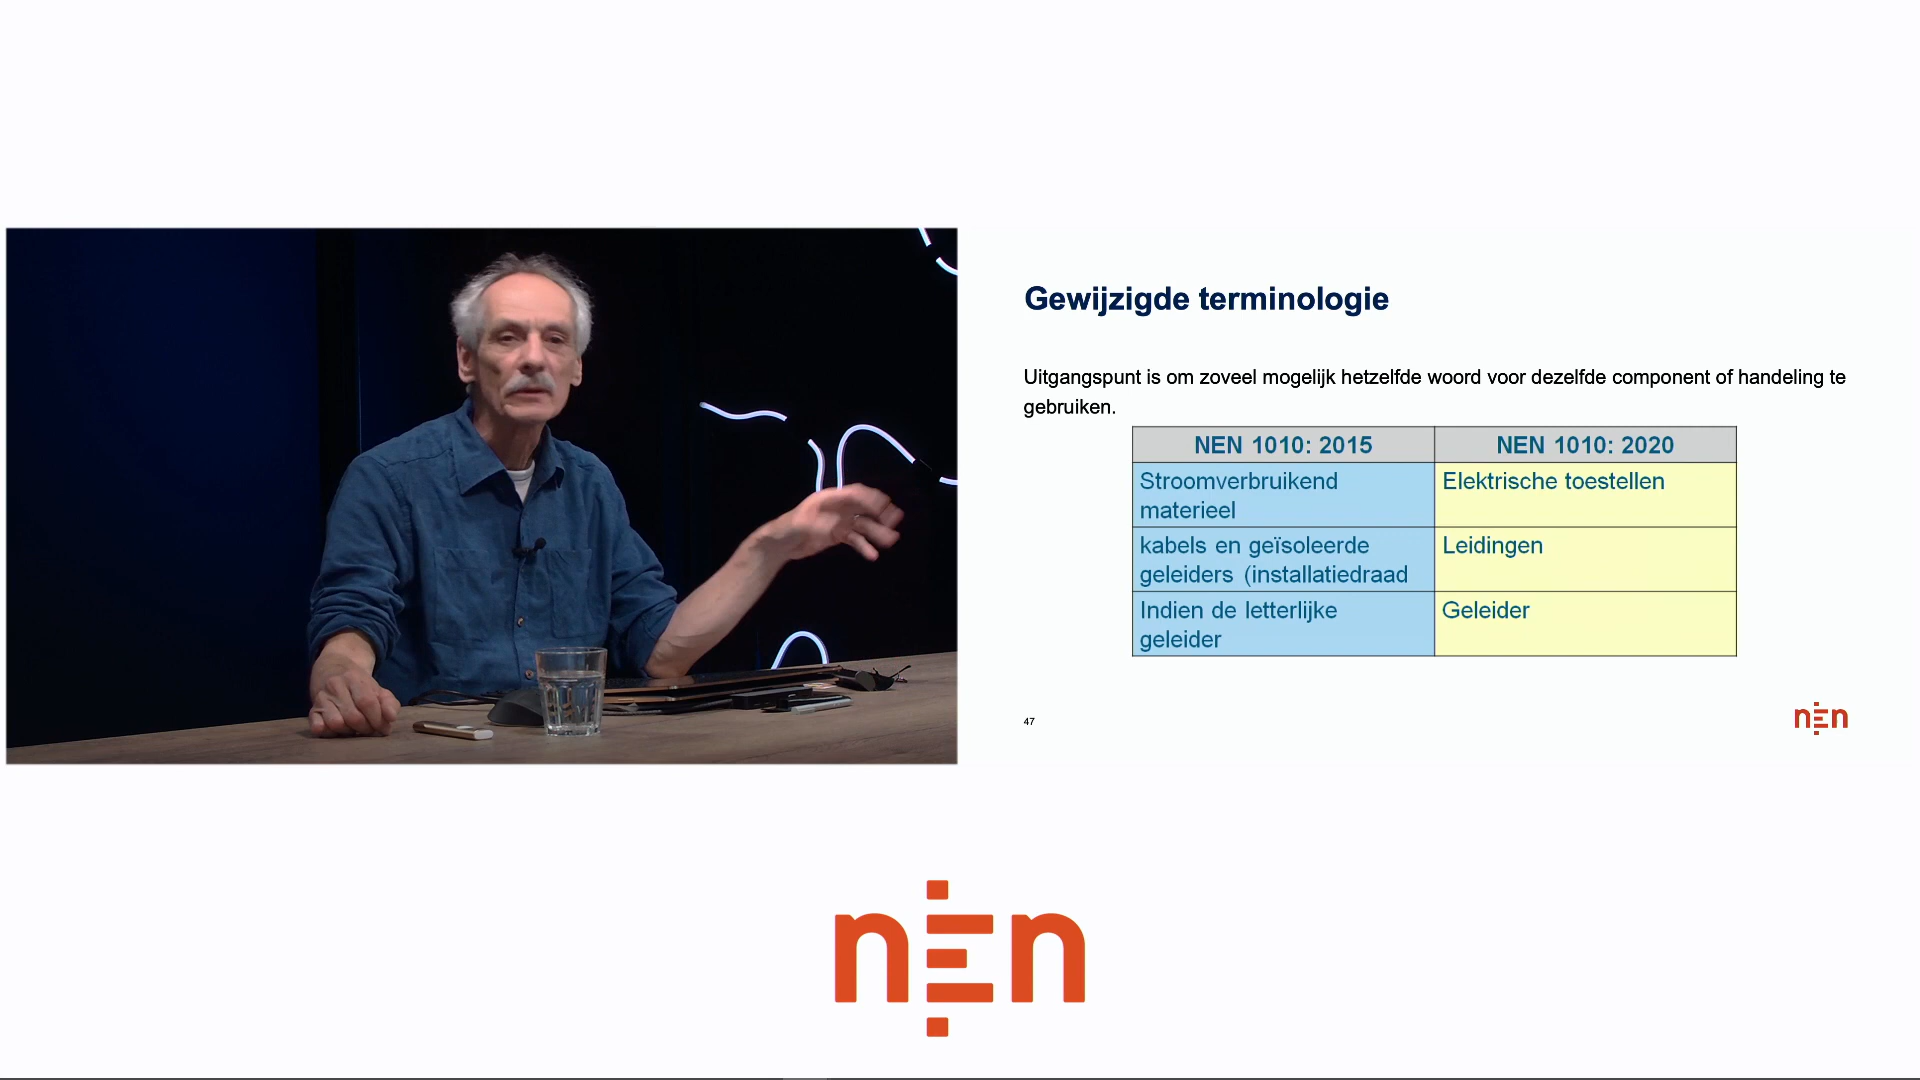 Gewijzigde terminologie
Uitgangspunt is om zoveel mogelijk hetzelfde woord voor dezelfde component of handeling te
gebruiken.
NEN 1010: 2015
NEN 1010: 2020
Stroomverbruikend
materieel
Elektrische toestellen
kabels en geïsoleerde
geleiders (installatiedraad
Leidingen
Indien de letterlijke
geleider
Geleider
47
nEn
nEn